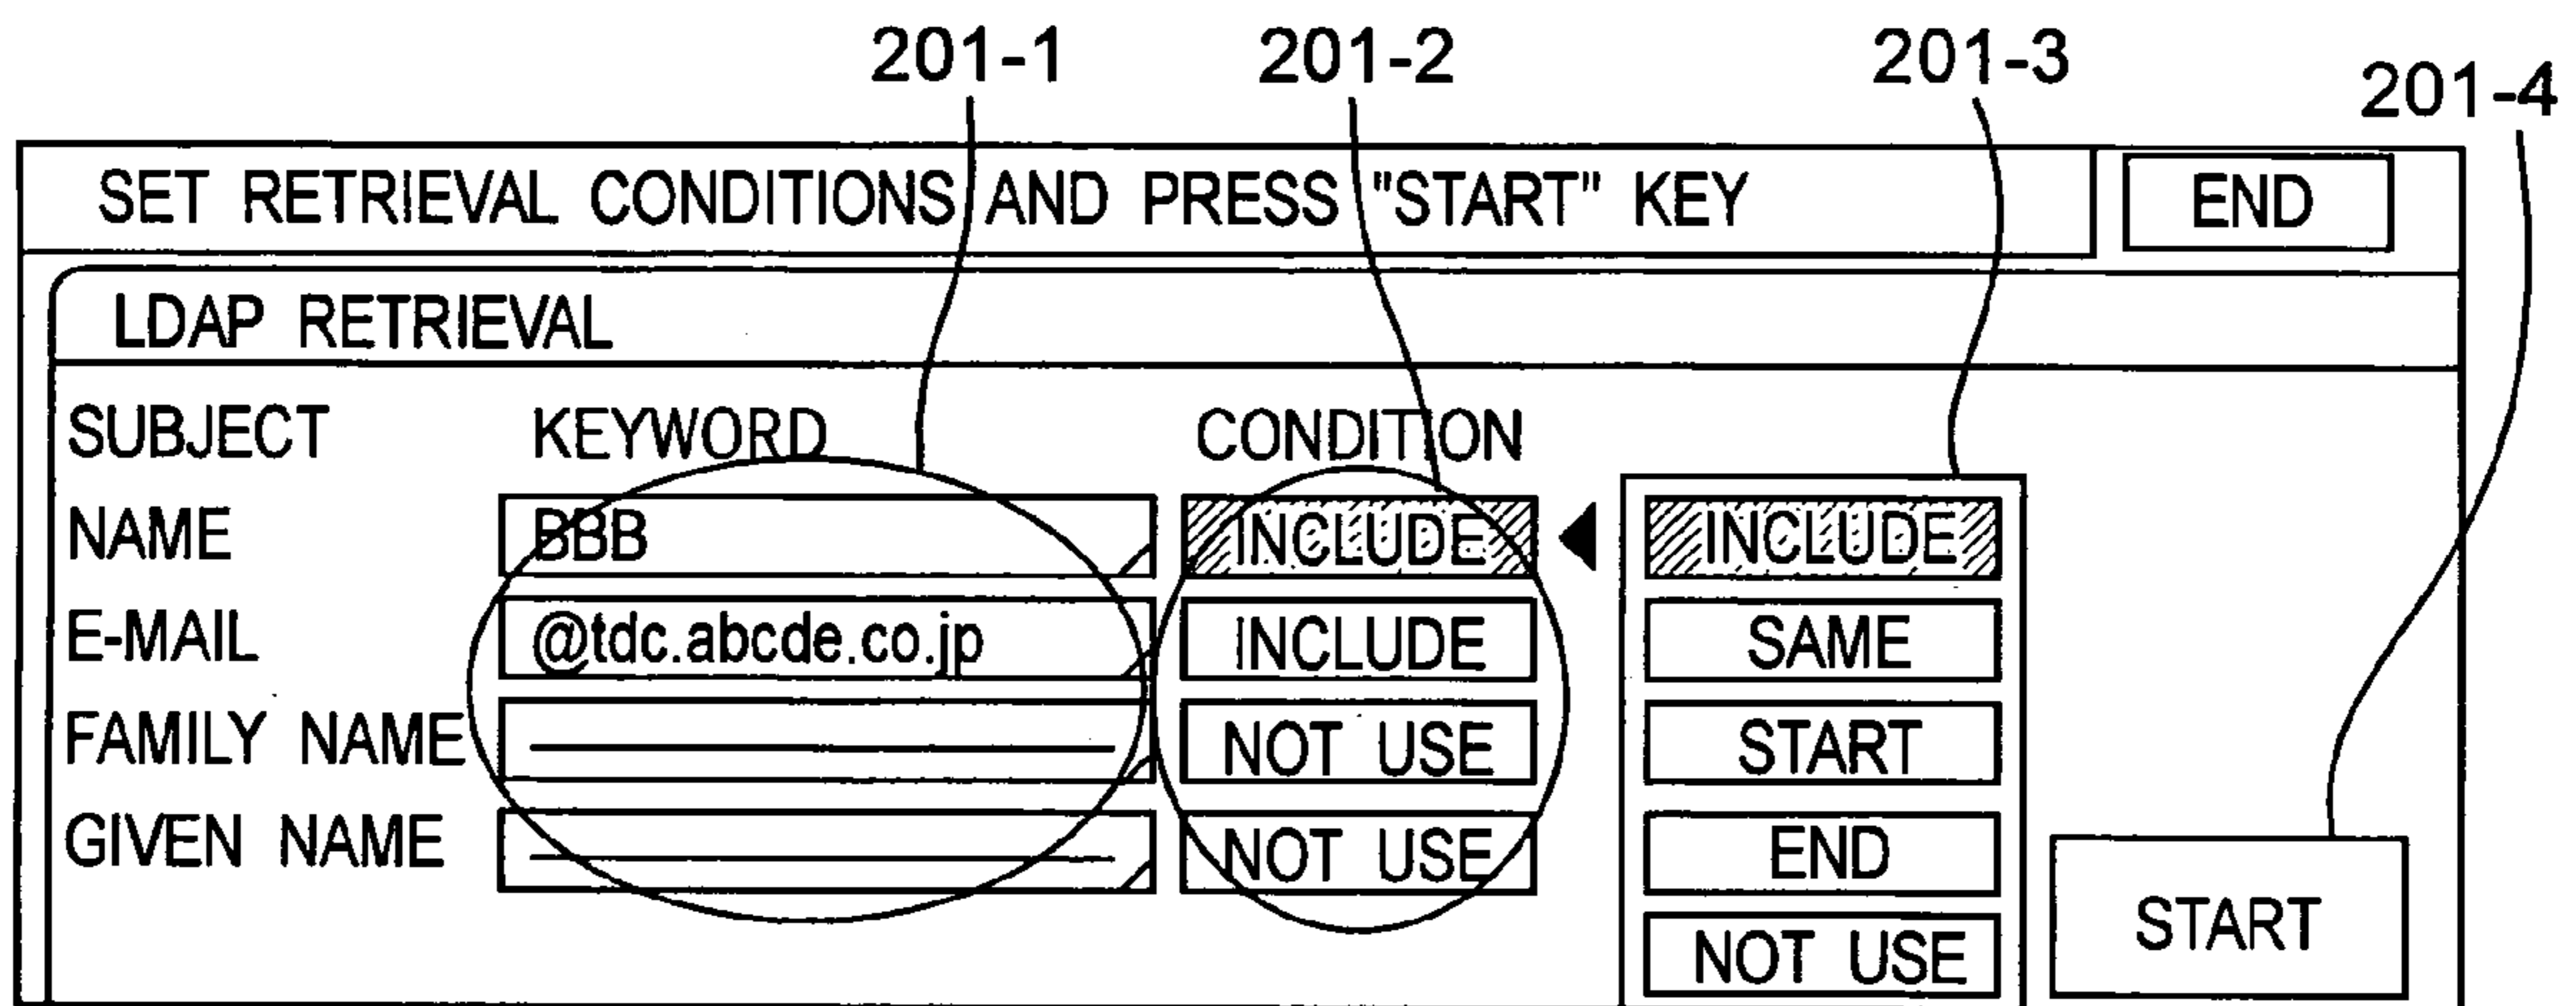 201-1 201-2 201-3 201-4
SET RETRIEVAL CONDITIONS AND PRESS "START" KEY END
LDAP RETRIEVAL
SUBJECT KEYWORD CONDITION
NAME BBB INCLUDE INCLUDE
E-MAIL @tdc.abcde.co.jp INCLUDE SAME
FAMILY NAME NOT USE START
GIVEN NAME NOT USE END
NOT USE START